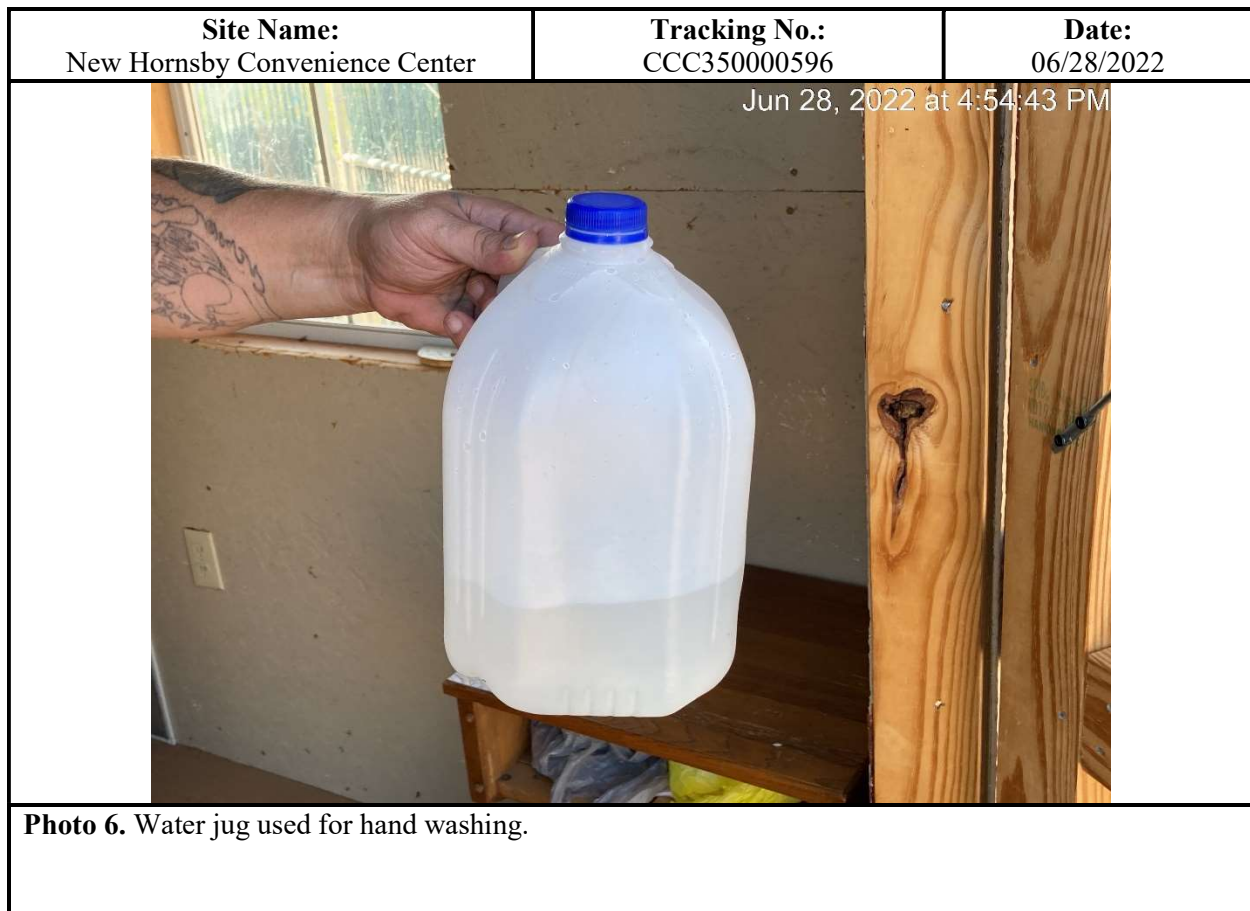 Site Name:
New Hornsby Convenience Center
Tracking No.:
CCC350000596
Date:
06/28/2022
Jun 28, 2022 at 4:54:43 PM
Photo 6. Water jug used for hand washing.